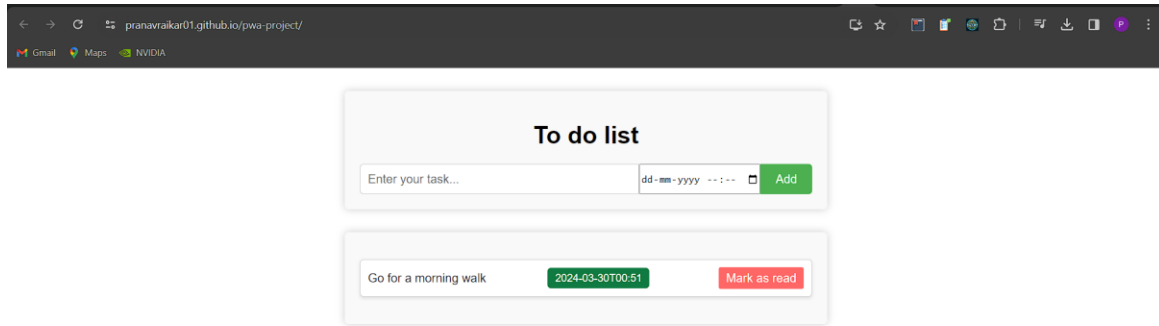 pranavraikar01.github.io/pwa-project/
P
Gmail Maps NVIDIA
To do list
Enter your task... dd-mm-yyyy --:-- Add
Go for a morning walk 2024-03-30T00:51 Mark as read